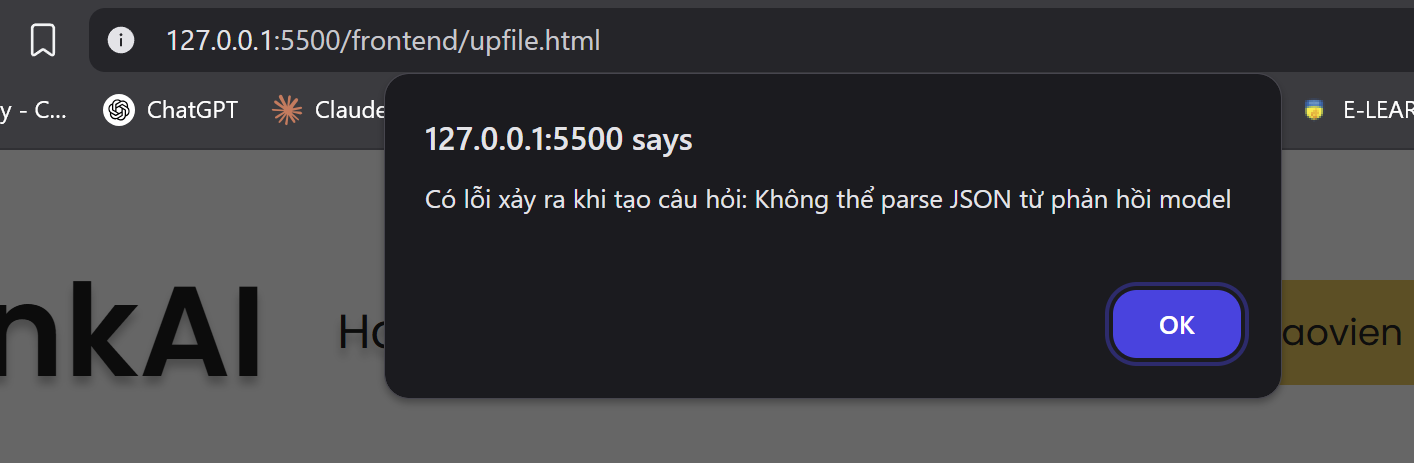 127.0.0.1:5500/frontend/upfile.html
y - C...
ChatGPT
Claude
E-LEAR
127.0.0.1:5500 says
Có lỗi xảy ra khi tạo câu hỏi: Không thể parse JSON từ phản hồi model
nkAI
Ho
aovien
OK